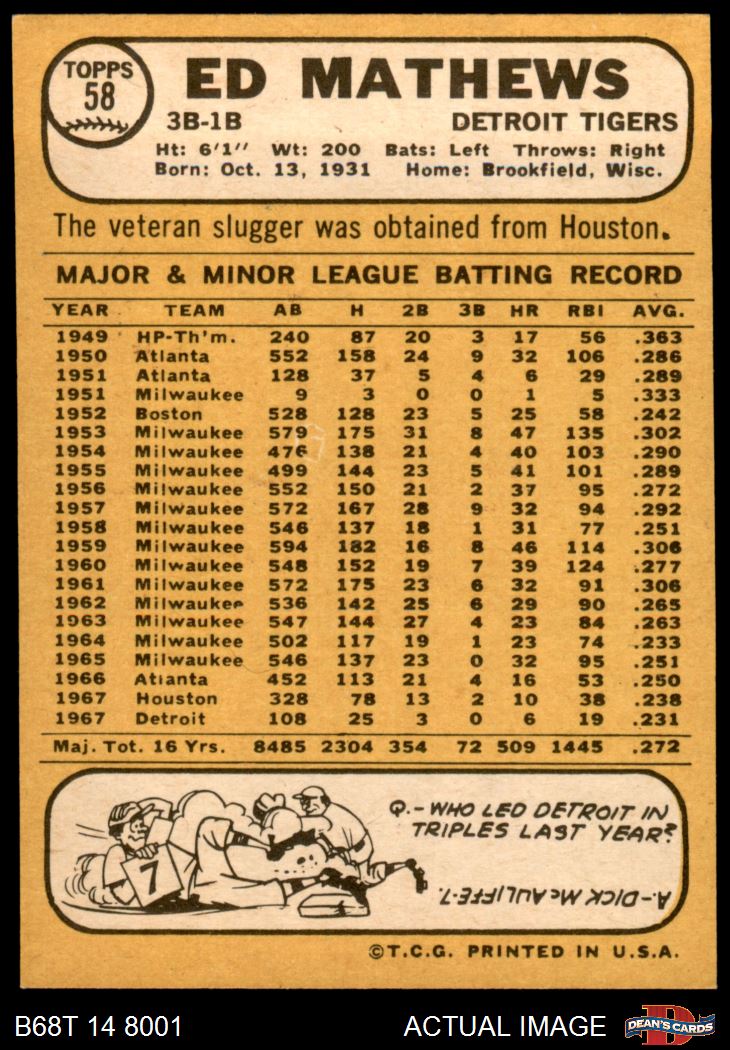 TOPPS
58
ED MATHEWS
3B-1B DETROIT TIGERS
Ht: 6'1" Wt: 200 Bats: Left Throws: Right
Born: Oct. 13, 1931 Home: Brookfield, Wisc.
The veteran slugger was obtained from Houston.
MAJOR & MINOR LEAGUE BATTING RECORD
YEAR TEAM AB H 2B 3B HR RBI AVG.
1949 HP-Th'm. 240 87 20 3 17 56 .363
1950 Atlanta 552 158 24 9 32 106 .286
1951 Atlanta 128 37 5 4 6 29 .289
1951 Milwaukee 9 3 0 0 1 5 .333
1952 Boston 528 128 23 5 25 58 .242
1953 Milwaukee 579 175 31 8 47 135 .302
1954 Milwaukee 476 138 21 4 40 103 .290
1955 Milwaukee 499 144 23 5 41 101 .289
1956 Milwaukee 552 150 21 2 37 95 .272
1957 Milwaukee 572 167 28 9 32 94 .292
1958 Milwaukee 546 137 18 1 31 77 .251
1959 Milwaukee 594 182 16 8 46 114 .306
1960 Milwaukee 548 152 19 7 39 124 .277
1961 Milwaukee 572 175 23 6 32 91 .306
1962 Milwaukee 536 142 25 6 29 90 .265
1963 Milwaukee 547 144 27 4 23 84 .263
1964 Milwaukee 502 117 19 1 23 74 .233
1965 Milwaukee 546 137 23 0 32 95 .251
1966 Atlanta 452 113 21 4 16 53 .250
1967 Houston 328 78 13 2 10 38 .238
1967 Detroit 108 25 3 0 6 19 .231
Maj. Tot. 16 Yrs. 8485 2304 354 72 509 1445 .272
Q.-WHO LED DETROIT IN
TRIPLES LAST YEAR?
7
A.-DICK McAULIFFE-7.
©T.C.G. PRINTED IN U.S.A.
B68T 14 8001 ACTUAL IMAGE D DEAN'S CARDS